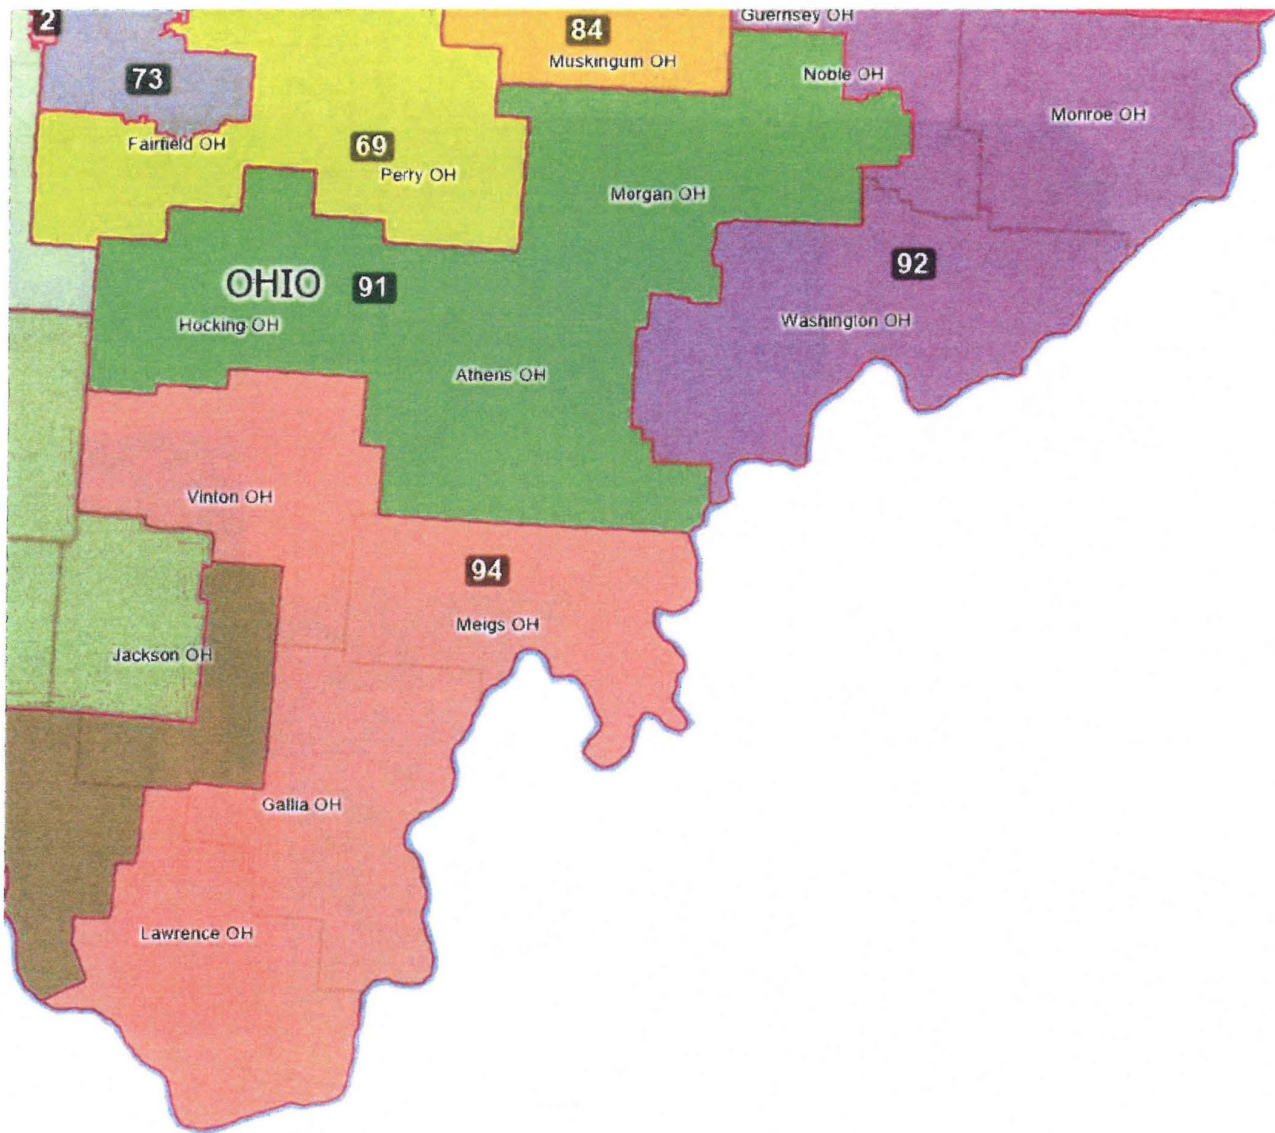 2
Guernsey OH
84
Muskingum OH
73
Noble OH
Monroe OH
Fairfield OH
69
Perry OH
Morgan OH
92
OHIO
91
Hocking OH
Washington OH
Athens OH
Vinton OH
94
Meigs OH
Jackson OH
Gallia OH
Lawrence OH